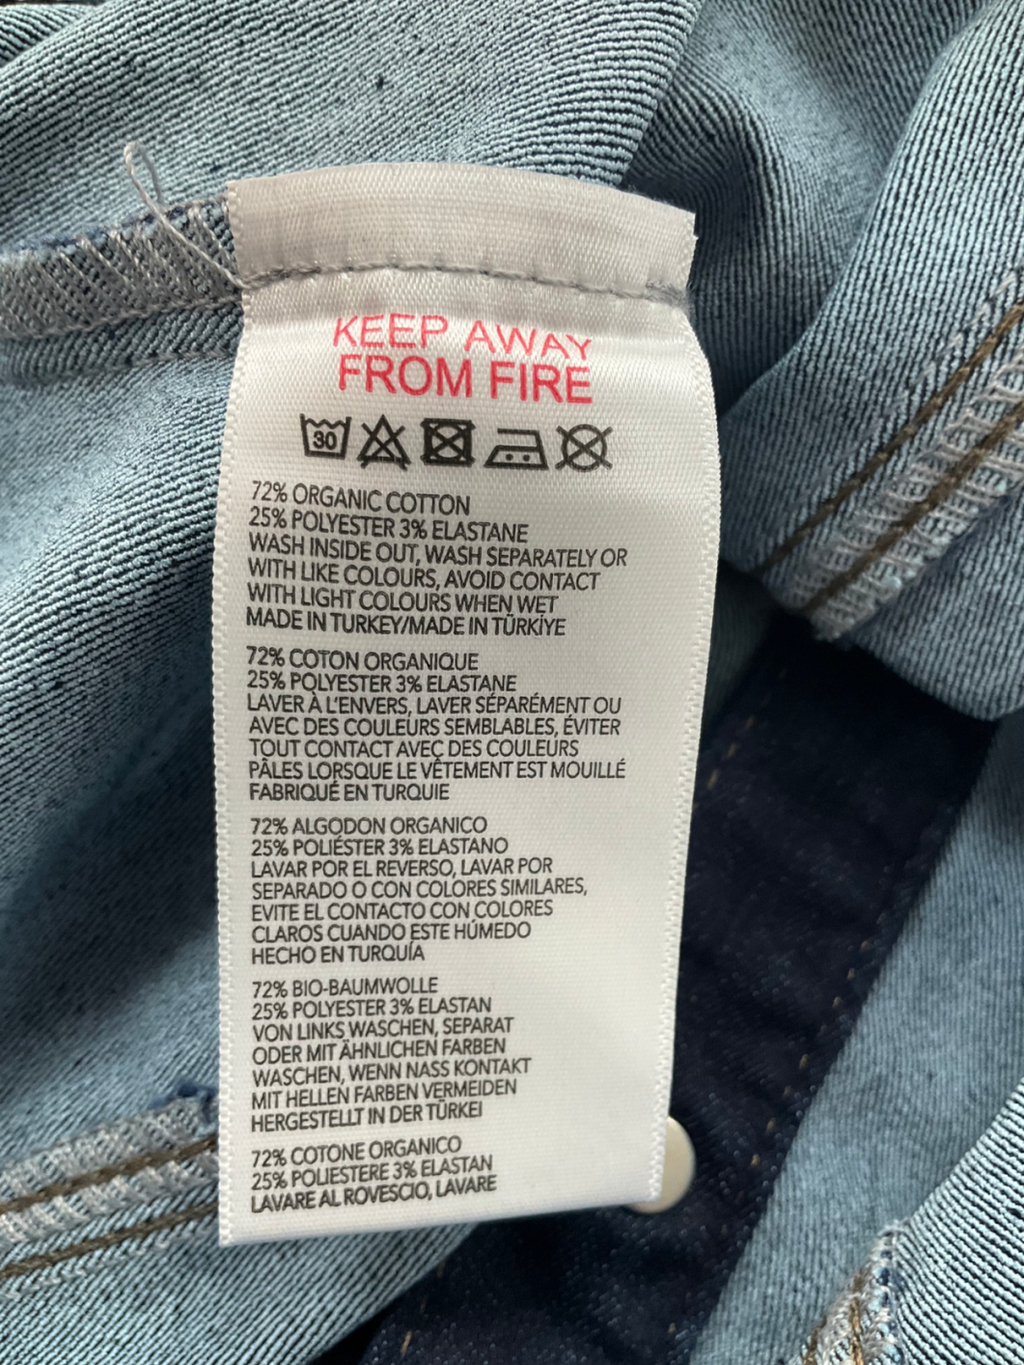 KEEP AWAY
FROM FIRE
30
72% ORGANIC COTTON
25% POLYESTER 3% ELASTANE
WASH INSIDE OUT, WASH SEPARATELY OR
WITH LIKE COLOURS, AVOID CONTACT
WITH LIGHT COLOURS WHEN WET
MADE IN TURKEY/MADE IN TÜRKİYE
72% COTON ORGANIQUE
25% POLYESTER 3% ELASTANE
LAVER À L'ENVERS, LAVER SÉPARÉMENT OU
AVEC DES COULEURS SEMBLABLES, ÉVITER
TOUT CONTACT AVEC DES COULEURS
PÂLES LORSQUE LE VÊTEMENT EST MOUILLÉ
FABRIQUÉ EN TURQUIE
72% ALGODON ORGANICO
25% POLIÉSTER 3% ELASTANO
LAVAR POR EL REVERSO, LAVAR POR
SEPARADO O CON COLORES SIMILARES,
EVITE EL CONTACTO CON COLORES
CLAROS CUANDO ESTE HÚMEDO
HECHO EN TURQUÍA
72% BIO-BAUMWOLLE
25% POLYESTER 3% ELASTAN
VON LINKS WASCHEN, SEPARAT
ODER MIT ÄHNLICHEN FARBEN
WASCHEN, WENN NASS KONTAKT
MIT HELLEN FARBEN VERMEIDEN
HERGESTELLT IN DER TÜRKEI
72% COTONE ORGANICO
25% POLIESTERE 3% ELASTAN
LAVARE AL ROVESCIO, LAVARE